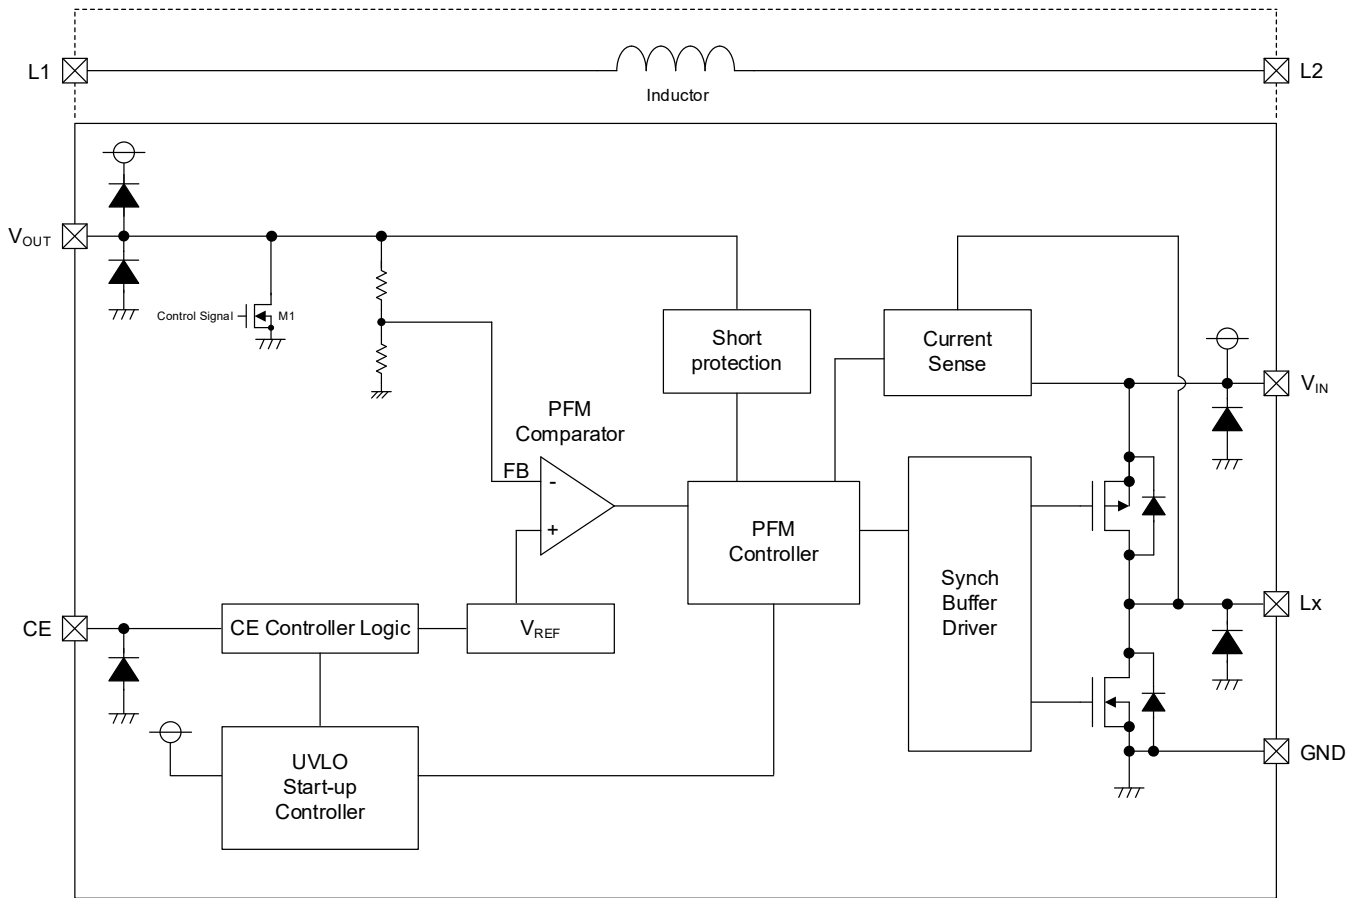 L1
L2
Inductor
VOUT
Control Signal
M1
Short
protection
Current
Sense
VIN
PFM
Comparator
FB
-
+
PFM
Controller
Synch
Buffer
Driver
Lx
CE
CE Controller Logic
VREF
UVLO
Start-up
Controller
GND